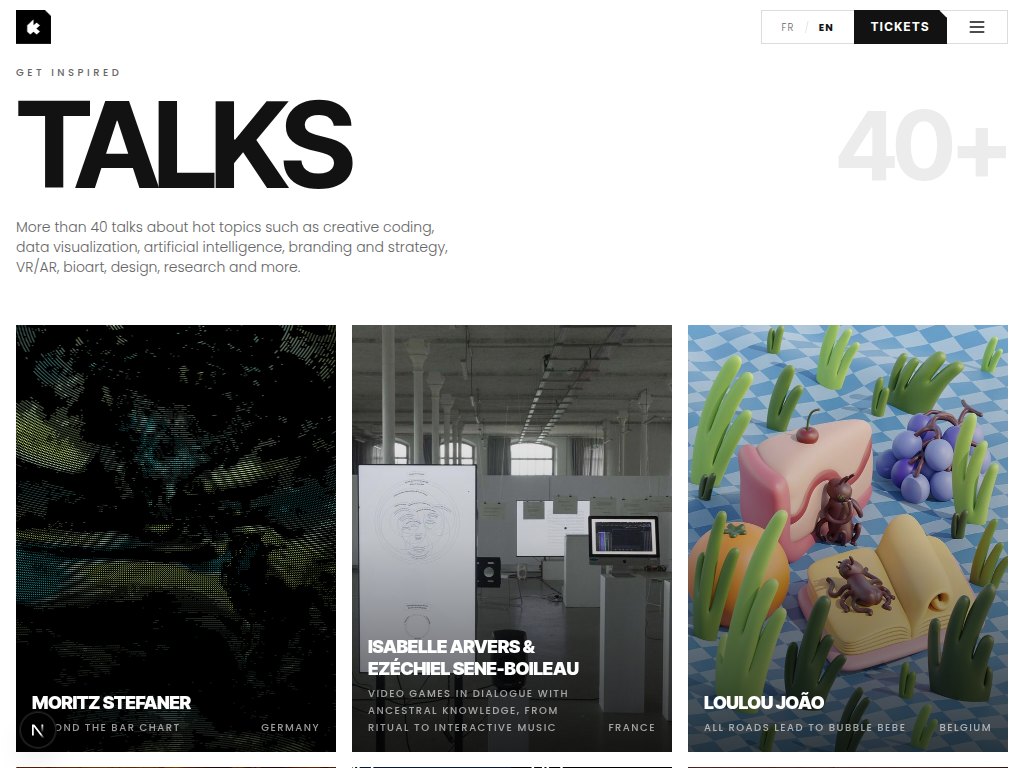 FR / EN
TICKETS
GET INSPIRED
TALKS
40+
More than 40 talks about hot topics such as creative coding,
data visualization, artificial intelligence, branding and strategy,
VR/AR, bioart, design, research and more.
MORITZ STEFANER
OND THE BAR CHART
GERMANY
ISABELLE ARVERS &
EZÉCHIEL SENE-BOILEAU
VIDEO GAMES IN DIALOGUE WITH
ANCESTRAL KNOWLEDGE, FROM
RITUAL TO INTERACTIVE MUSIC
FRANCE
LOULOU JOÃO
ALL ROADS LEAD TO BUBBLE BEBE
BELGIUM
N